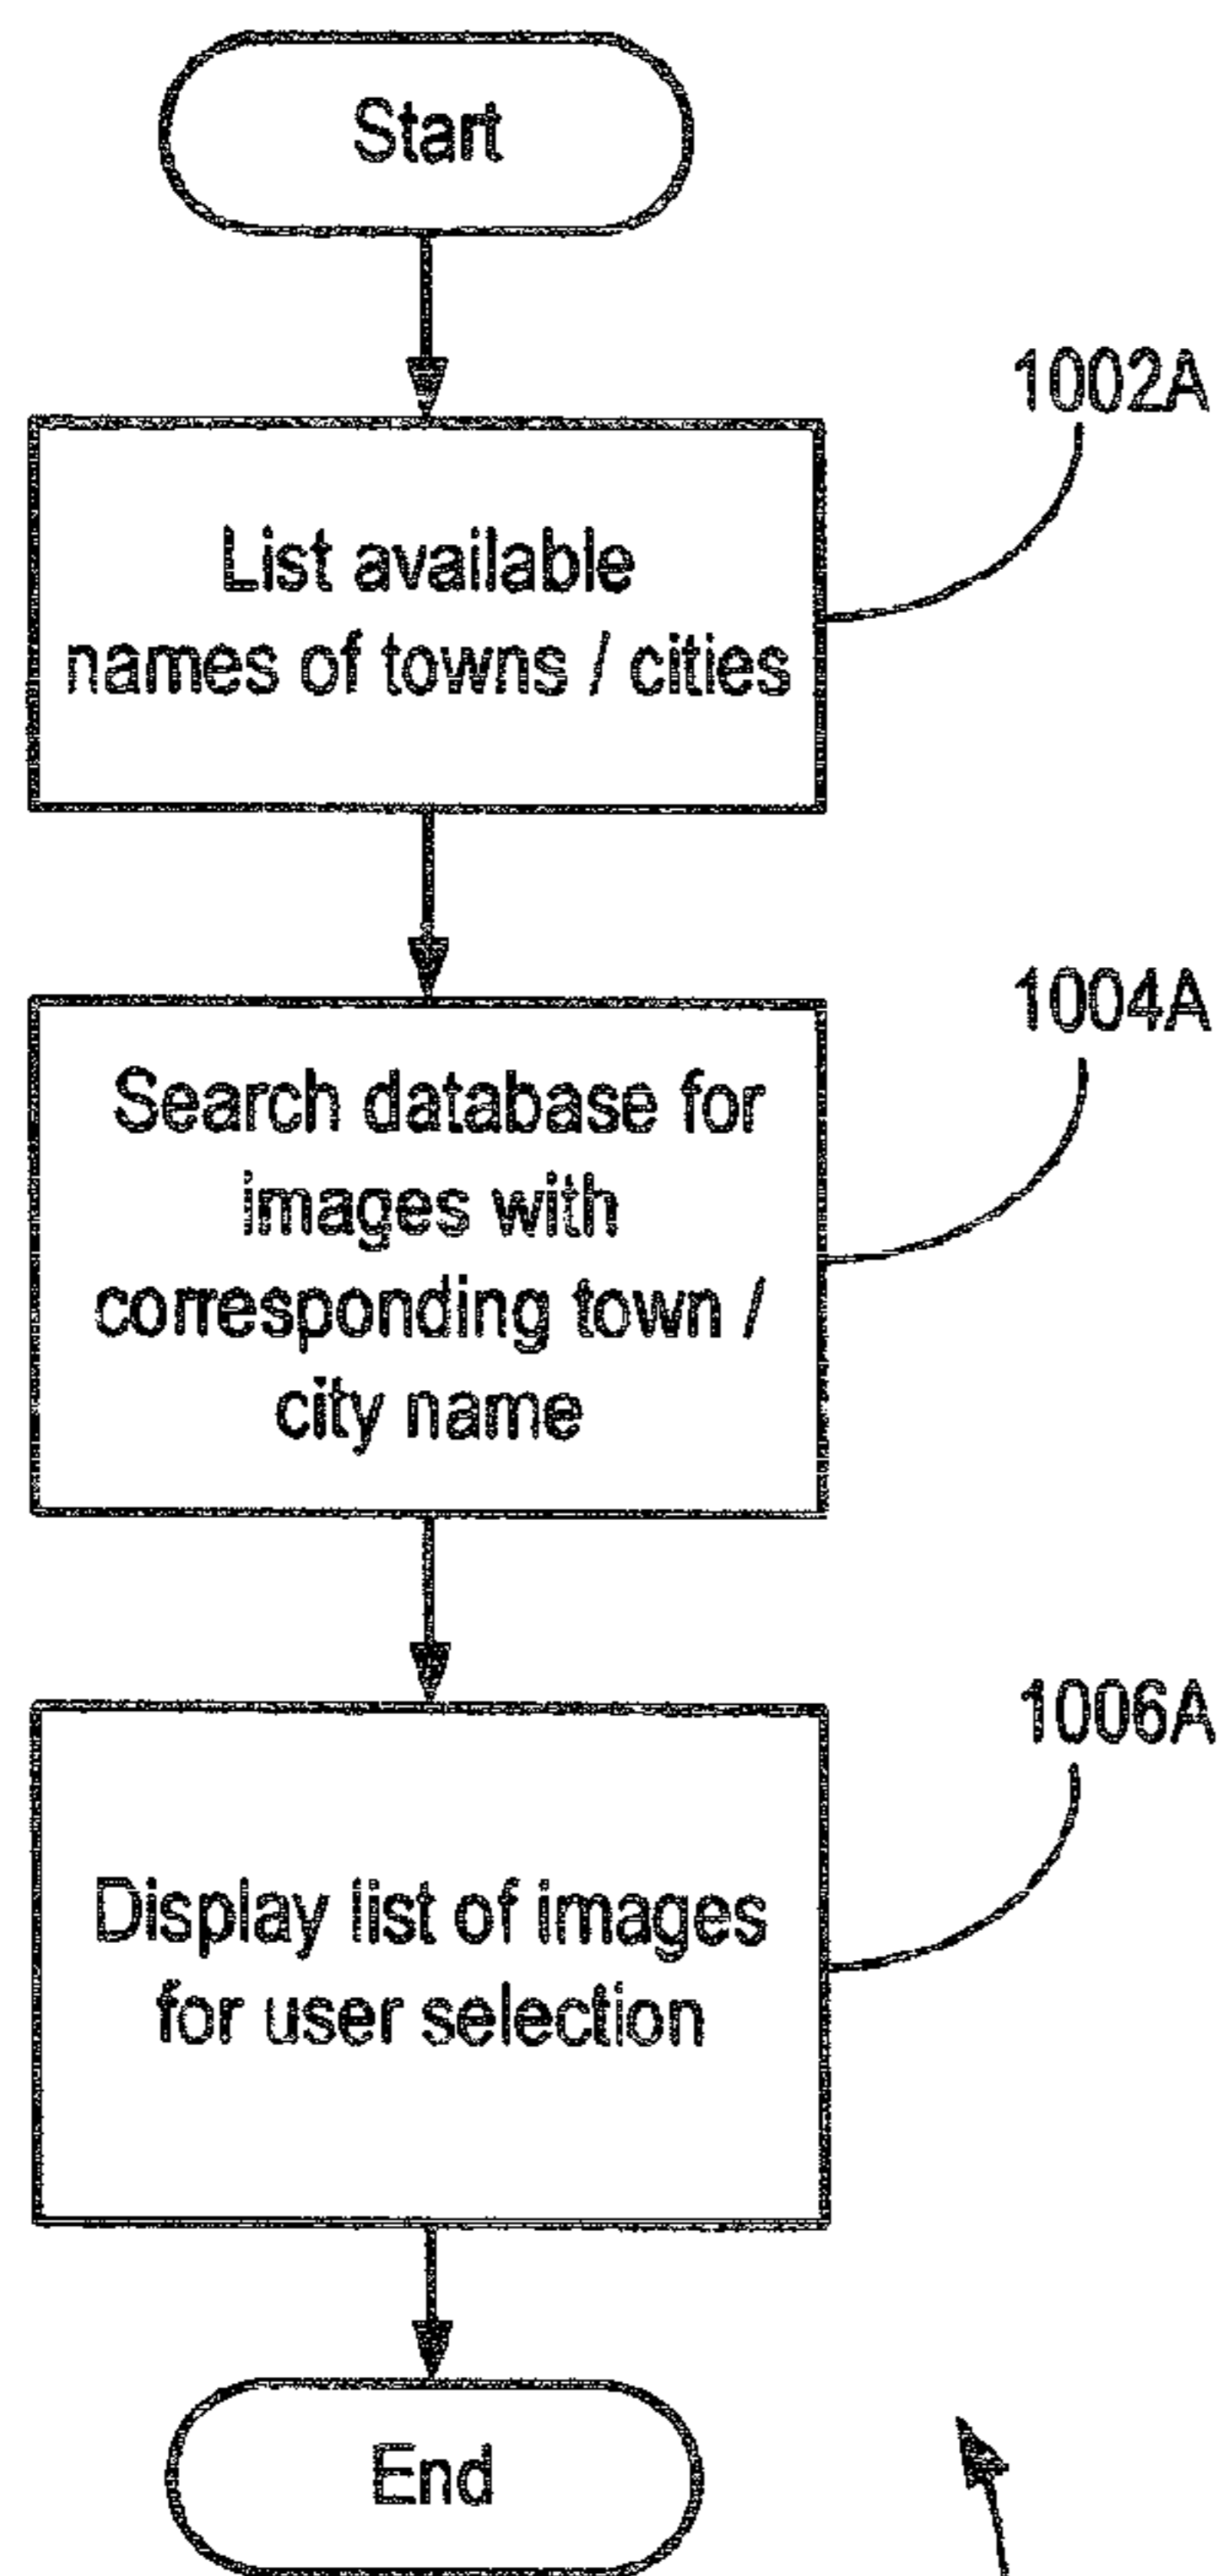 Start
1002A
List available
names of towns / cities
1004A
Search database for
images with
corresponding town /
city name
1006A
Display list of images
for user selection
End